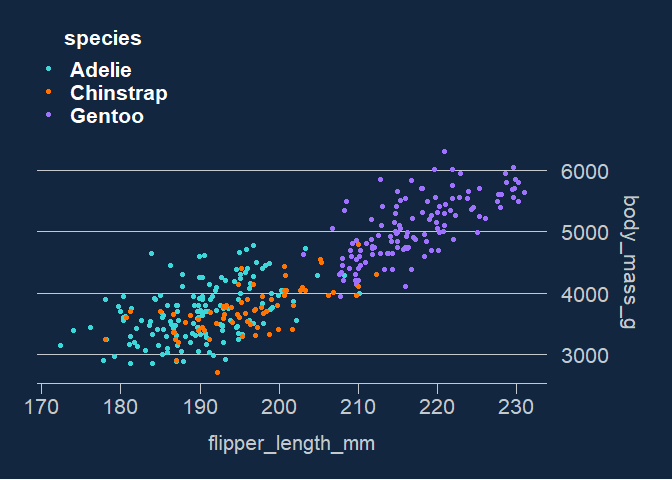 species
Adelie
Chinstrap
Gentoo
6000
5000
4000
3000
body_mass_g
170 180 190 200 210 220 230
flipper_length_mm